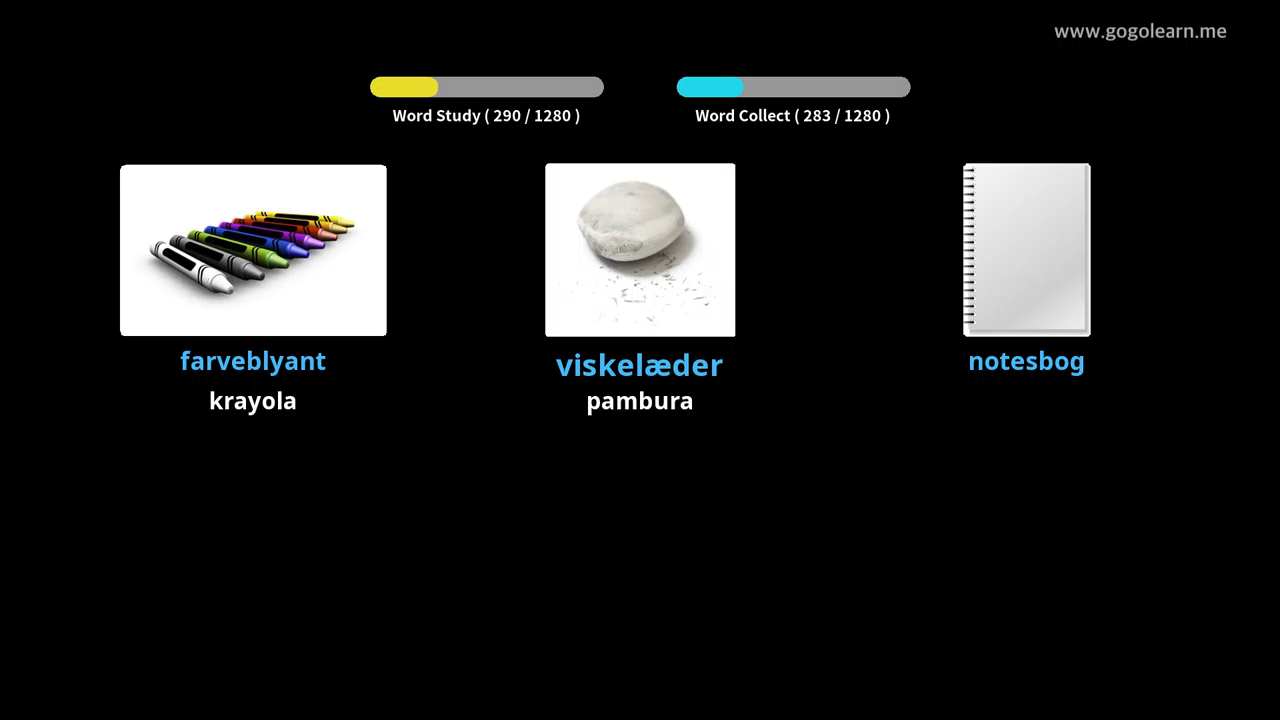 www.gogolearn.me
Word Study ( 290 / 1280 )
Word Collect ( 283 / 1280 )
farveblyant
viskelæder
notesbog
krayola
pambura